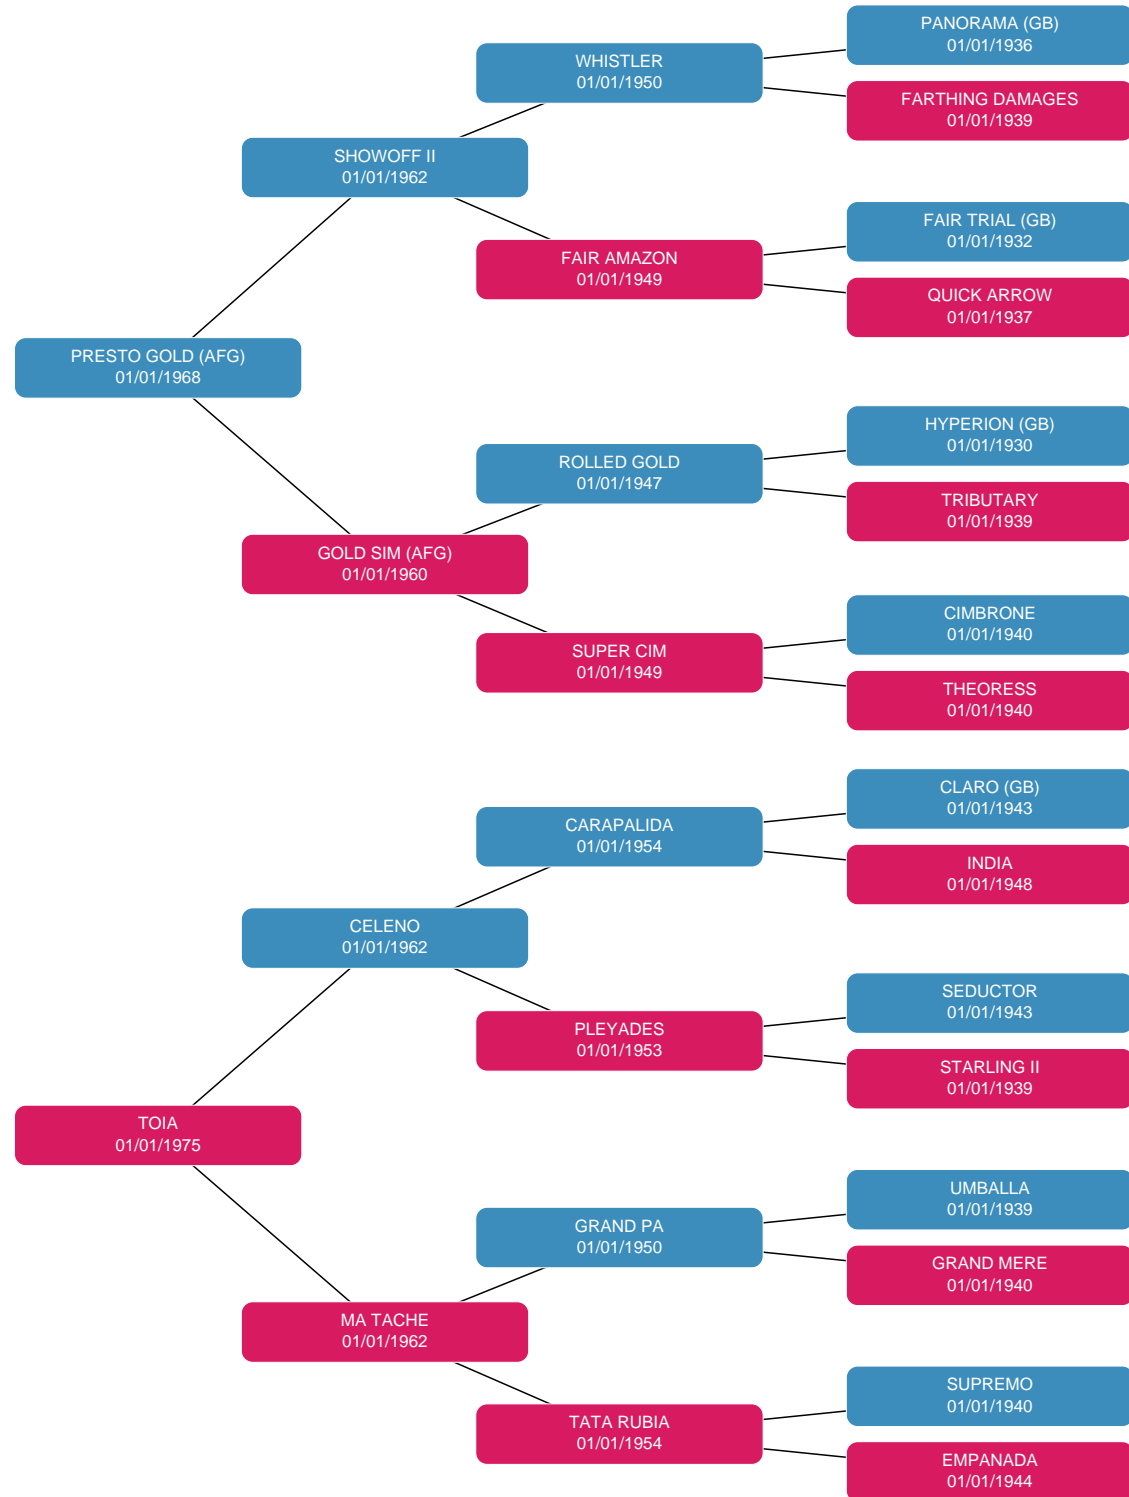 PANORAMA (GB)
01/01/1936
WHISTLER
01/01/1950
FARTHING DAMAGES
01/01/1939
SHOWOFF II
01/01/1962
FAIR TRIAL (GB)
01/01/1932
FAIR AMAZON
01/01/1949
QUICK ARROW
01/01/1937
PRESTO GOLD (AFG)
01/01/1968
HYPERION (GB)
01/01/1930
ROLLED GOLD
01/01/1947
TRIBUTARY
01/01/1939
GOLD SIM (AFG)
01/01/1960
CIMBRONE
01/01/1940
SUPER CIM
01/01/1949
THEORESS
01/01/1940
CLARO (GB)
01/01/1943
CARAPALIDA
01/01/1954
INDIA
01/01/1948
CELENO
01/01/1962
SEDUCTOR
01/01/1943
PLEYADES
01/01/1953
STARLING II
01/01/1939
TOIA
01/01/1975
UMBALLA
01/01/1939
GRAND PA
01/01/1950
GRAND MERE
01/01/1940
MA TACHE
01/01/1962
SUPREMO
01/01/1940
TATA RUBIA
01/01/1954
EMPANADA
01/01/1944